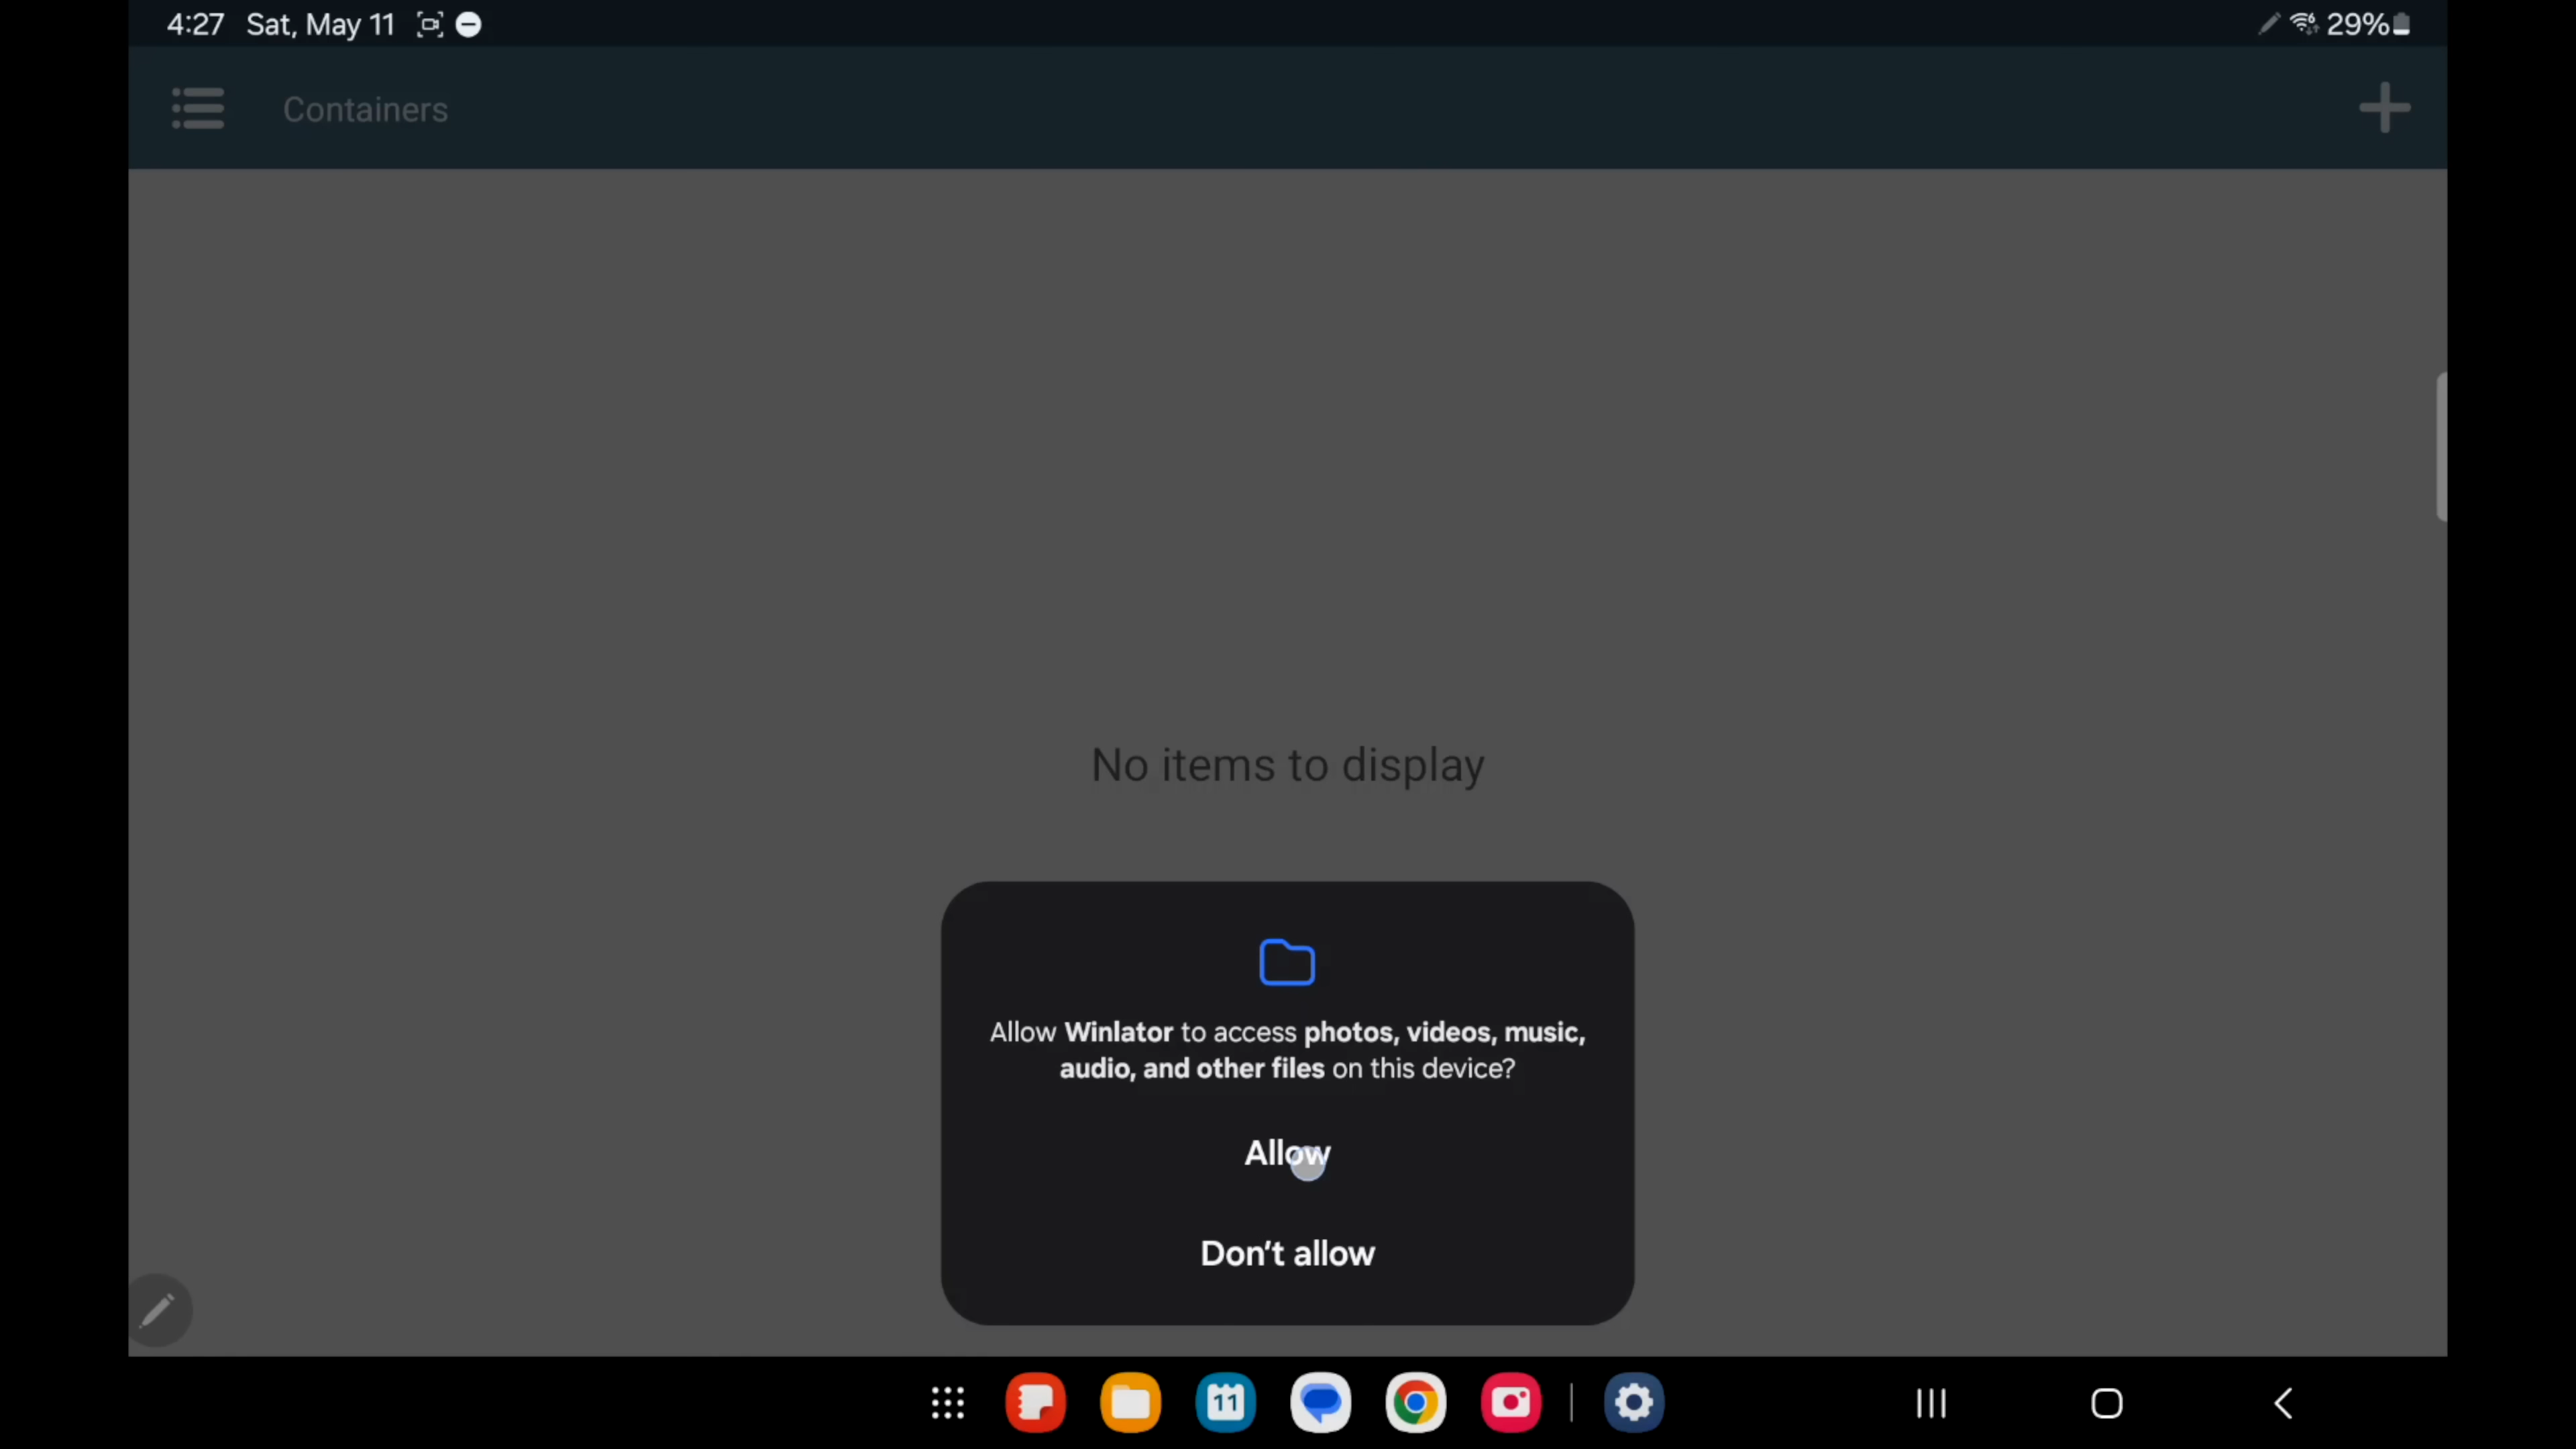 4:27 Sat, May 11
29%
Containers
No items to display
Allow Winlator to access photos, videos, music,
audio, and other files on this device?
Allow
Don't allow
11